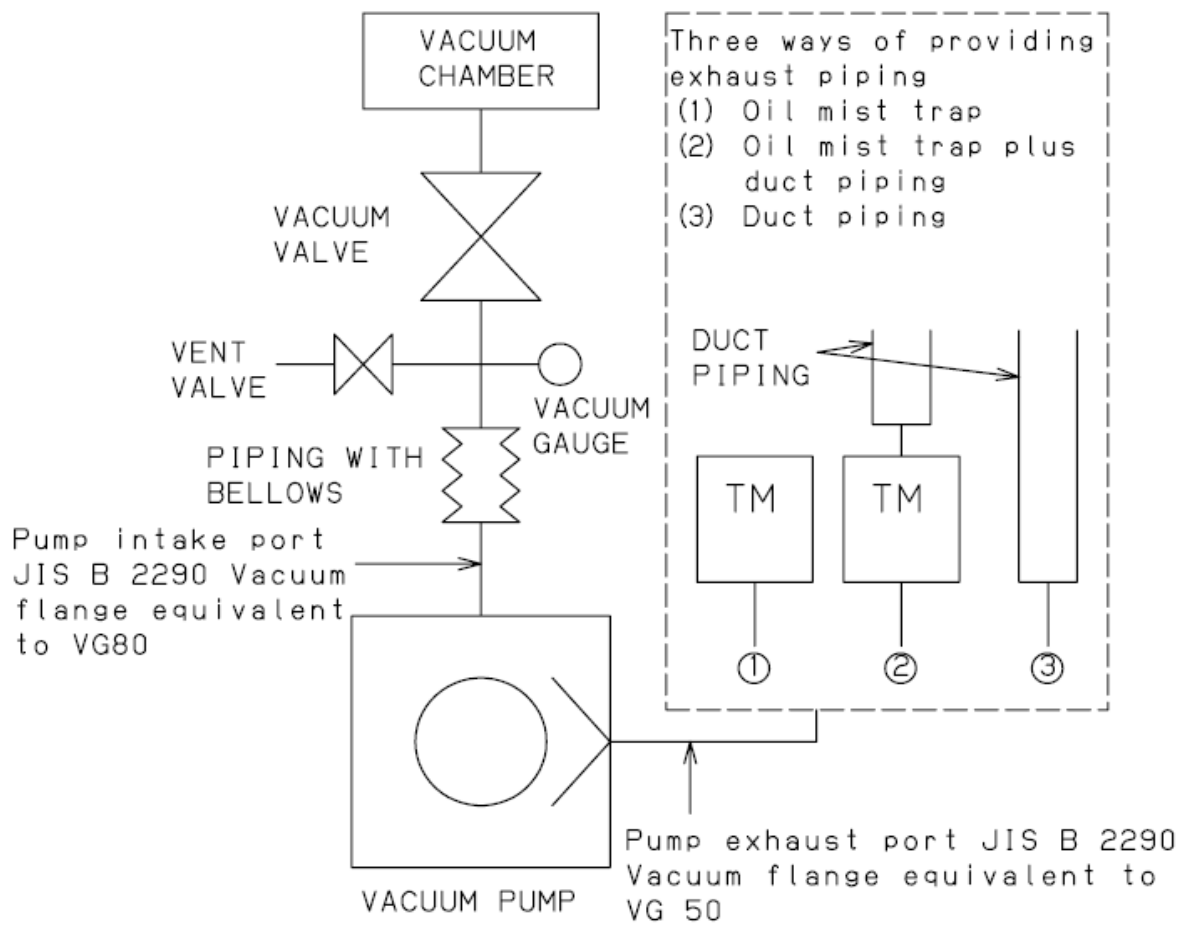 VACUUM
CHAMBER
Three ways of providing
exhaust piping
(1) Oil mist trap
(2) Oil mist trap plus
duct piping
(3) Duct piping
VACUUM
VALVE
VENT
VALVE
VACUUM
GAUGE
DUCT
PIPING
PIPING WITH
BELLOWS
TM
TM
Pump intake port
JIS B 2290 Vacuum
flange equivalent
to VG80
①
②
③
Pump exhaust port JIS B 2290
Vacuum flange equivalent to
VG 50
VACUUM PUMP